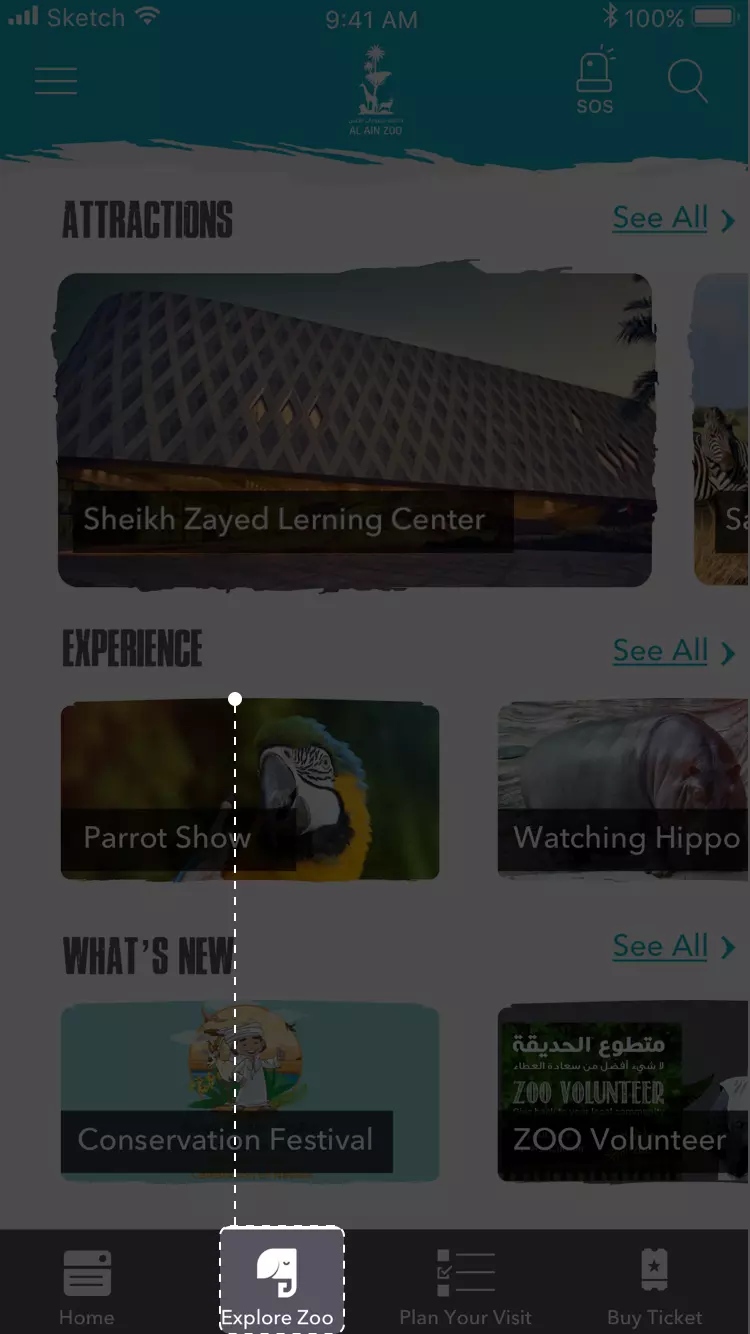 Sketch
9:41 AM
100%
SOS
AL AIN ZOO
ATTRACTIONS
See All
Sheikh Zayed Lerning Center
Sa
EXPERIENCE
See All
Parrot Show
Watching Hippo
WHAT'S NEW
See All
Conservation Festival
متطوع الحديقة
لا شيء أفضل من سعادة العطاء
ZOO VOLUNTEER
ZOO Volunteer
Home
Explore Zoo
Plan Your Visit
Buy Ticket